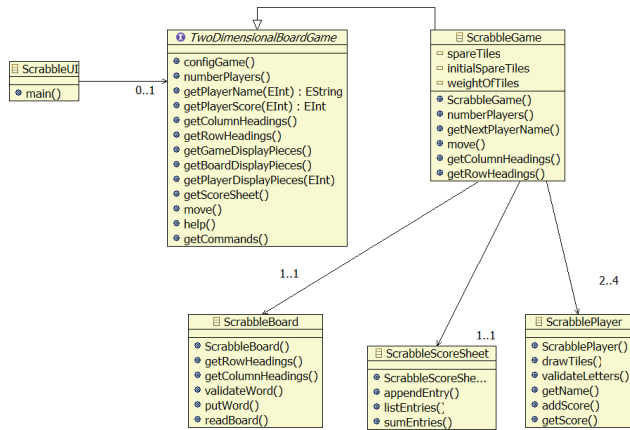 ScrabbleUI
main()
0..1
TwoDimensionalBoardGame
configGame()
numberPlayers()
getPlayerName(EInt) : EString
getPlayerScore(EInt) : EInt
getColumnHeadings()
getRowHeadings()
getGameDisplayPieces()
getBoardDisplayPieces()
getPlayerDisplayPieces(EInt)
getScoreSheet()
move()
help()
getCommands()
ScrabbleGame
spareTiles
initialSpareTiles
weightOfTiles
ScrabbleGame()
numberPlayers()
getNextPlayerName()
move()
getColumnHeadings()
getRowHeadings()
1..1
1..1
2..4
ScrabbleBoard
ScrabbleBoard()
getRowHeadings()
getColumnHeadings()
validateWord()
putWord()
readBoard()
ScrabbleScoreSheet
ScrabbleScoreShe...
appendEntry()
listEntries()
sumEntries()
ScrabblePlayer
ScrabblePlayer()
drawTiles()
validateLetters()
getName()
addScore()
getScore()